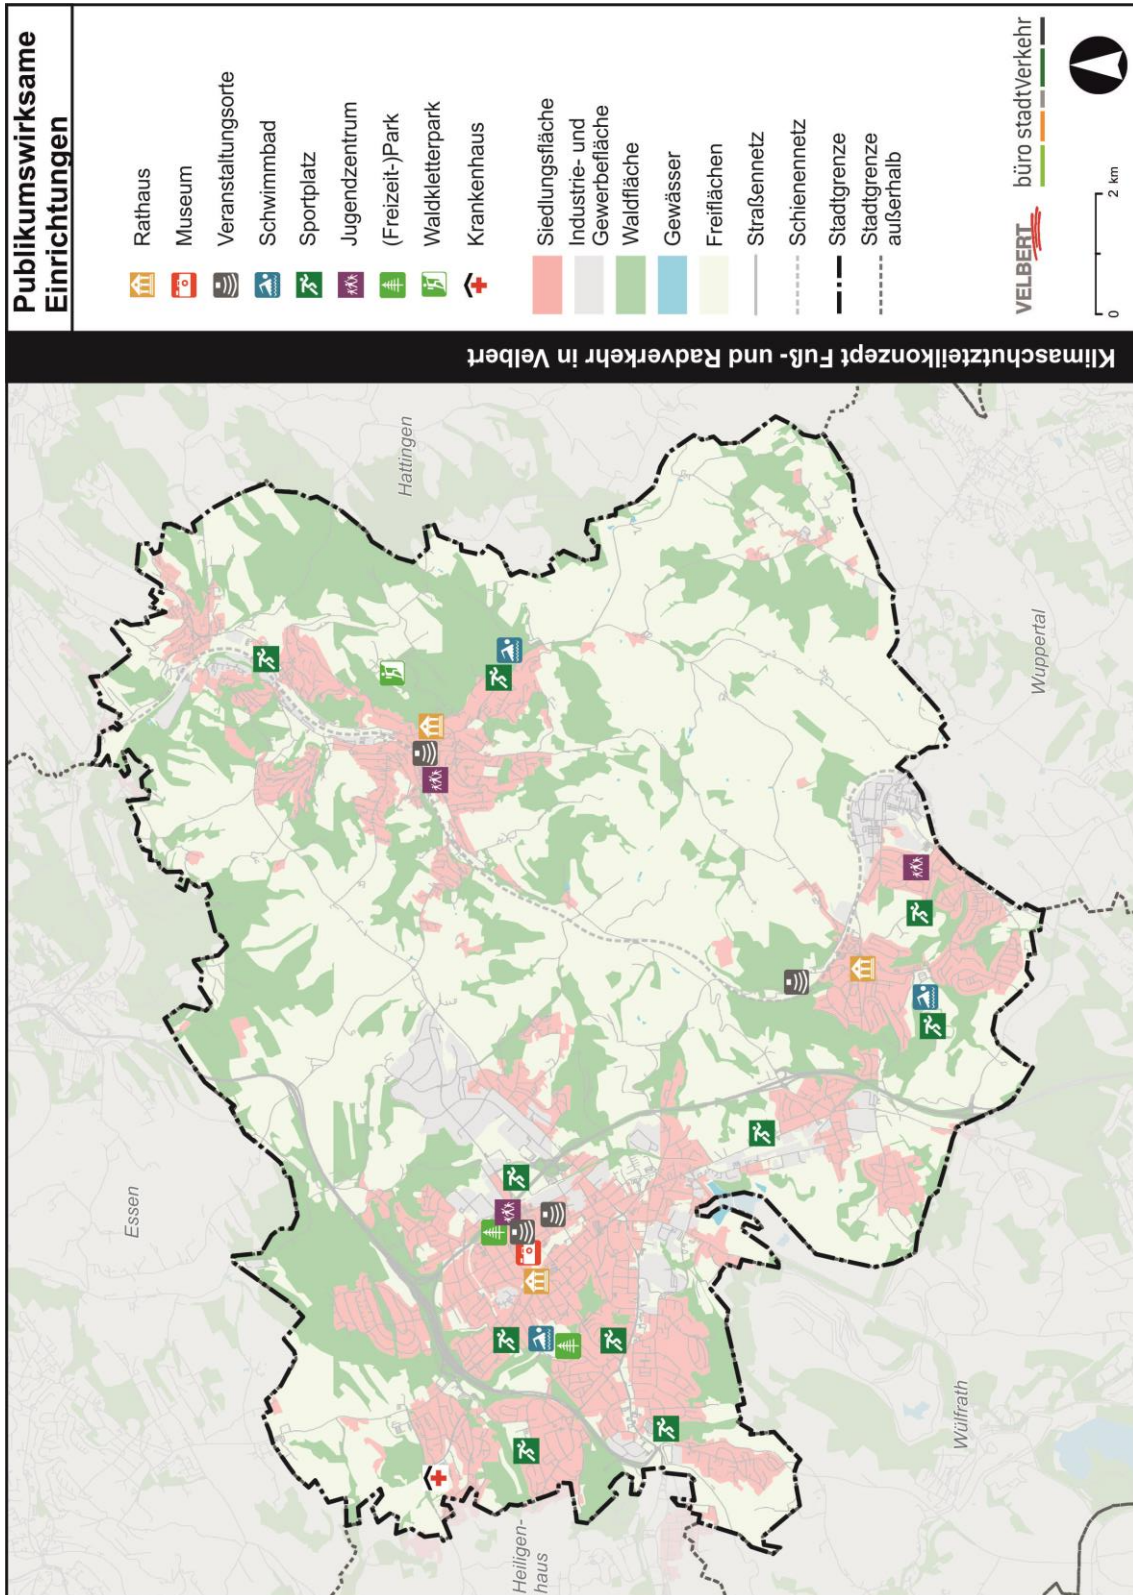 Publikumswirksame
Einrichtungen
Rathaus
Museum
Veranstaltungsorte
Schwimmbad
Sportplatz
Jugendzentrum
(Freizeit-)Park
Waldkletterpark
Krankenhaus
Siedlungsfläche
Industrie- und
Gewerbefläche
Waldfläche
Gewässer
Freiflächen
Straßennetz
Schienennetz
Stadtgrenze
Stadtgrenze
außerhalb
VELBERT
büro stadtVerkehr
0
2 km
Klimaschutzteilkonzept Fuß- und Radverkehr in Velbert
Essen
Hattingen
Heiligen-
haus
Wülfrath
Wuppertal